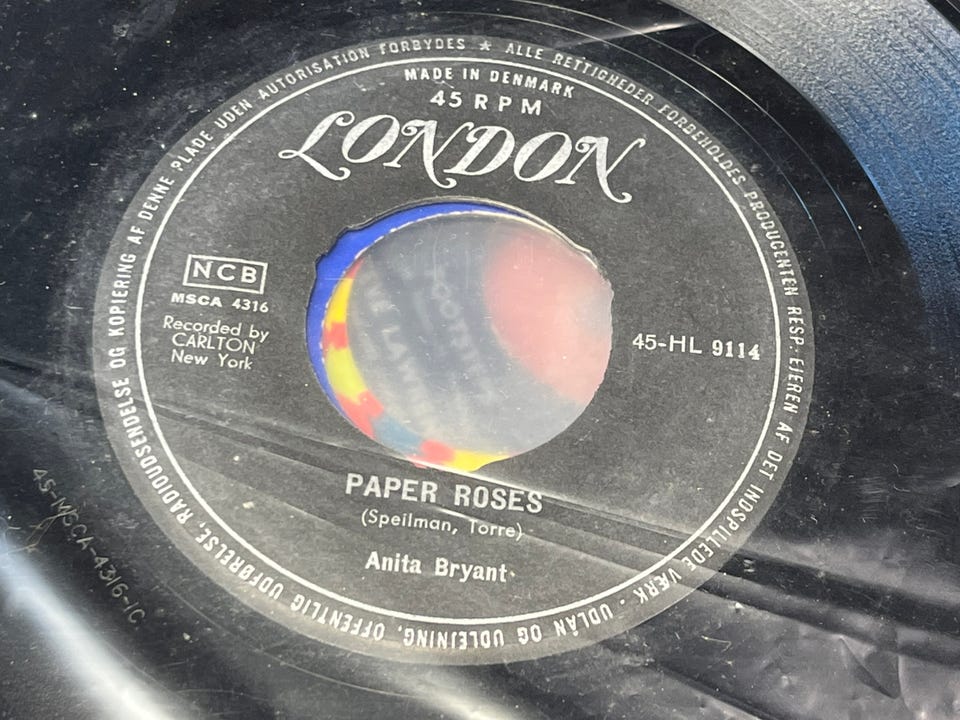 ALLE RETTIGHEDER FORBEHOLDES PRODUCENTEN RESP. EJEREN AF DET INDSPILLEDE VÆRK · UDLÅN OG UDLEJNING, OFFENTLIG UDFØRELSE, RADIOUDSENDELSE OG KOPIERING AF DENNE PLADE UDEN AUTORISATION FORBYDES ★
MADE IN DENMARK
45 RPM
LONDON
NCB
MSCA 4316
Recorded by
CARLTON
New York
45-HL 9114
PAPER ROSES
(Speilman, Torre)
Anita Bryant
45-MSCA-4316-1C